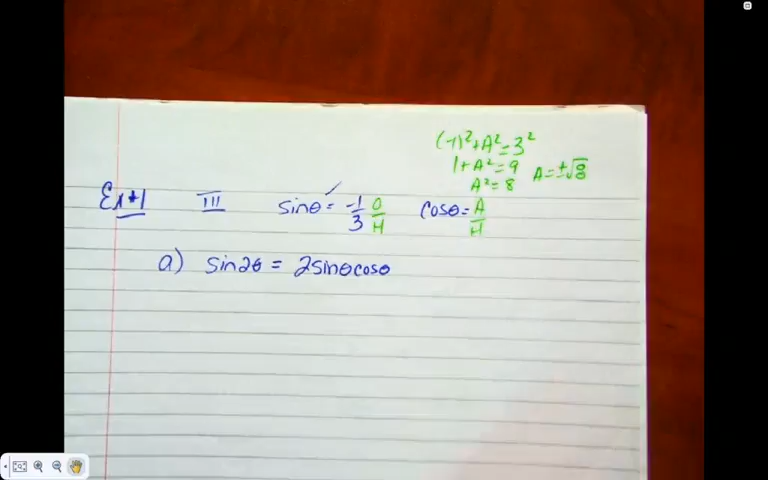 (-1)²+A²=3²
1+A²=9 A=±√8
A²=8
Ex#1 III sinθ= -1/3 O/H cosθ= A/H
a) sin2θ = 2sinθcosθ